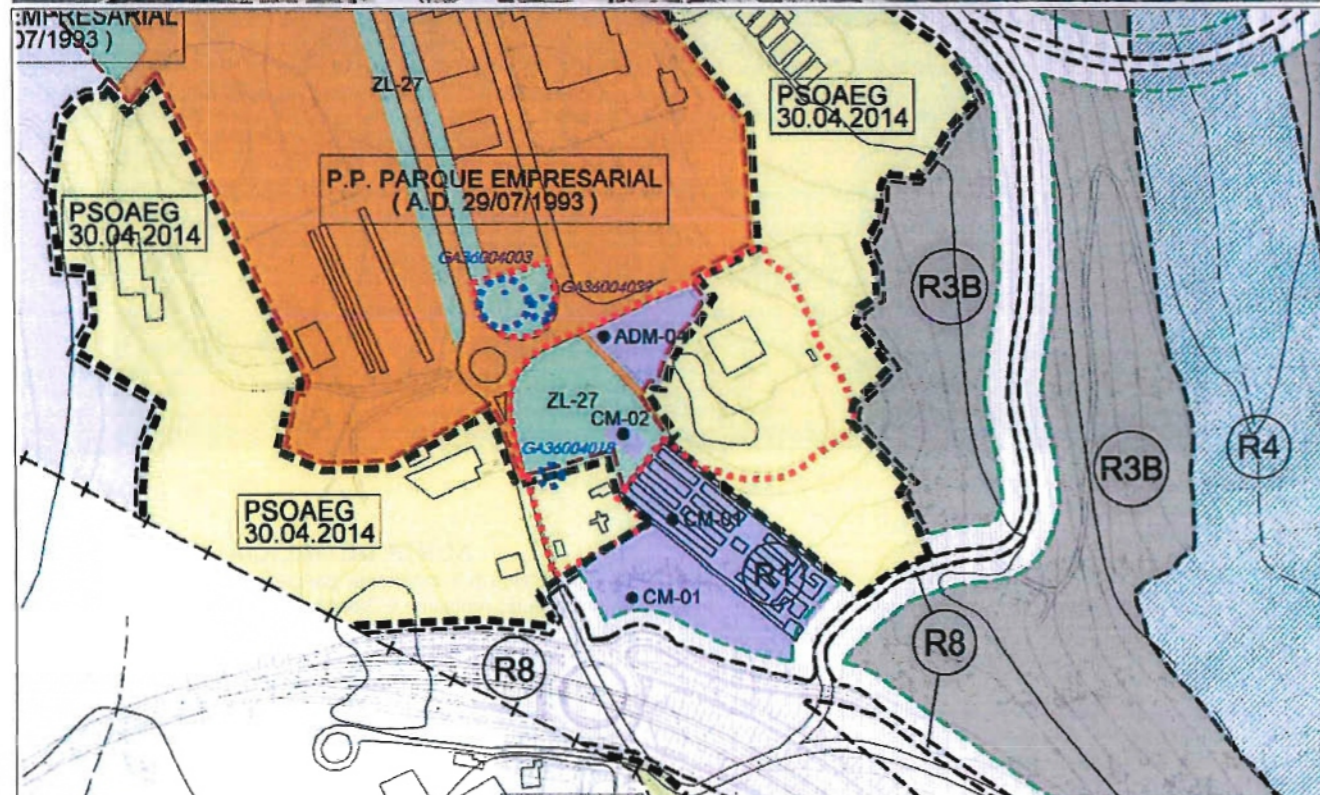 EMPRESARIAL
07/1993 )
ZL-27
PSOAEG
30.04.2014
P.P. PARQUE EMPRESARIAL
( A.D. 29/07/1993 )
PSOAEG
30.04.2014
GA36004003
GA36004039
R3B
ADM-04
ZL-27
CM-02
GA36004018
R3B
R4
PSOAEG
30.04.2014
CM-01
R1
CM-01
R8
R8